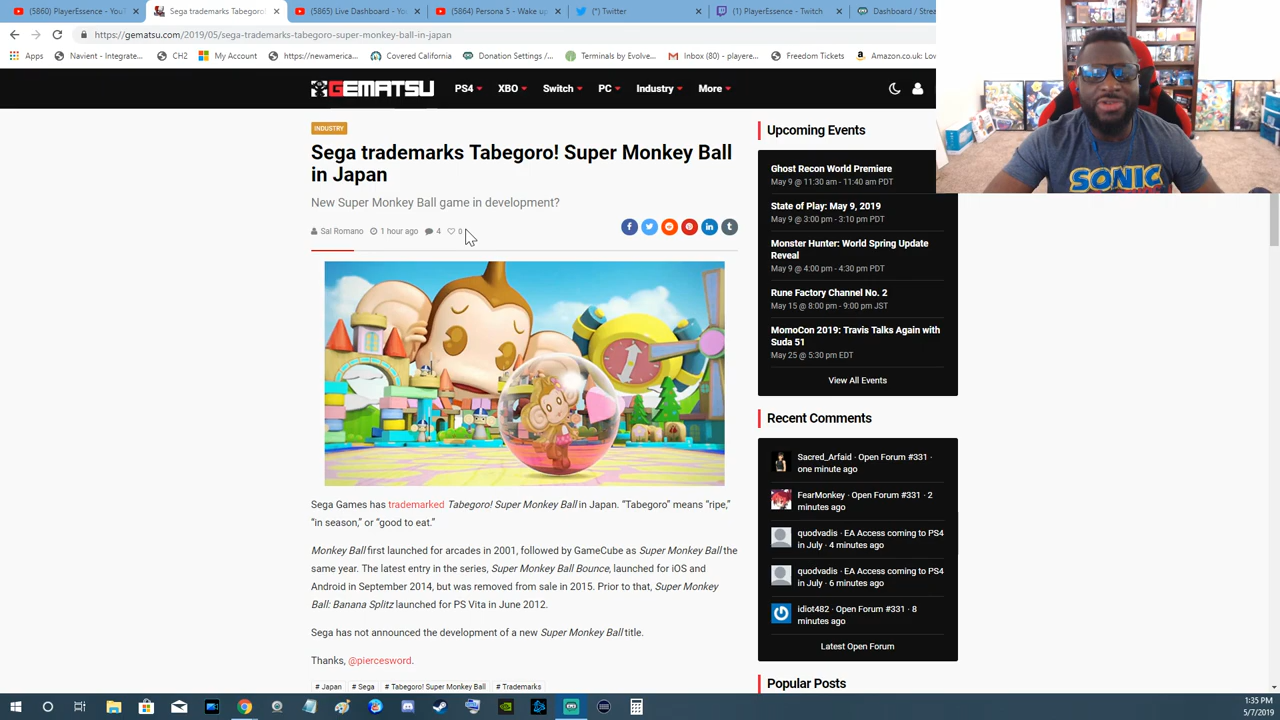 (5860) PlayerEssence - YouT
Sega trademarks Tabegoro!
(5865) Live Dashboard - Yo
(5864) Persona 5 - Wake up
(*) Twitter
(1) PlayerEssence - Twitch
Dashboard / Strea
https://gematsu.com/2019/05/sega-trademarks-tabegoro-super-monkey-ball-in-japan
Apps
Navient - Integrate...
CH2
My Account
https://newamerica...
Covered California
Donation Settings /...
Terminals by Evolve...
Inbox (80) - playere...
Freedom Tickets
Amazon.co.uk: Low
GEMATSU
PS4
XBO
Switch
PC
Industry
More
INDUSTRY
Sega trademarks Tabegoro! Super Monkey Ball
in Japan
New Super Monkey Ball game in development?
Sal Romano
1 hour ago
4
0
Sega Games has trademarked Tabegoro! Super Monkey Ball in Japan. “Tabegoro” means “ripe,”
“in season,” or “good to eat.”
Monkey Ball first launched for arcades in 2001, followed by GameCube as Super Monkey Ball the
same year. The latest entry in the series, Super Monkey Ball Bounce, launched for iOS and
Android in September 2014, but was removed from sale in 2015. Prior to that, Super Monkey
Ball: Banana Splitz launched for PS Vita in June 2012.
Sega has not announced the development of a new Super Monkey Ball title.
Thanks, @piercesword.
# Japan
# Sega
# Tabegoro! Super Monkey Ball
# Trademarks
Upcoming Events
Ghost Recon World Premiere
May 9 @ 11:30 am - 11:40 am PDT
State of Play: May 9, 2019
May 9 @ 3:00 pm - 3:10 pm PDT
Monster Hunter: World Spring Update
Reveal
May 9 @ 4:00 pm - 4:30 pm PDT
Rune Factory Channel No. 2
May 15 @ 8:00 pm - 9:00 pm JST
MomoCon 2019: Travis Talks Again with
Suda 51
May 25 @ 5:30 pm EDT
View All Events
Recent Comments
Sacred_Arfaid · Open Forum #331 ·
one minute ago
FearMonkey · Open Forum #331 · 2
minutes ago
quodvadis · EA Access coming to PS4
in July · 4 minutes ago
quodvadis · EA Access coming to PS4
in July · 6 minutes ago
idiot482 · Open Forum #331 · 8
minutes ago
Latest Open Forum
Popular Posts
SONIC
1:35 PM
5/7/2019